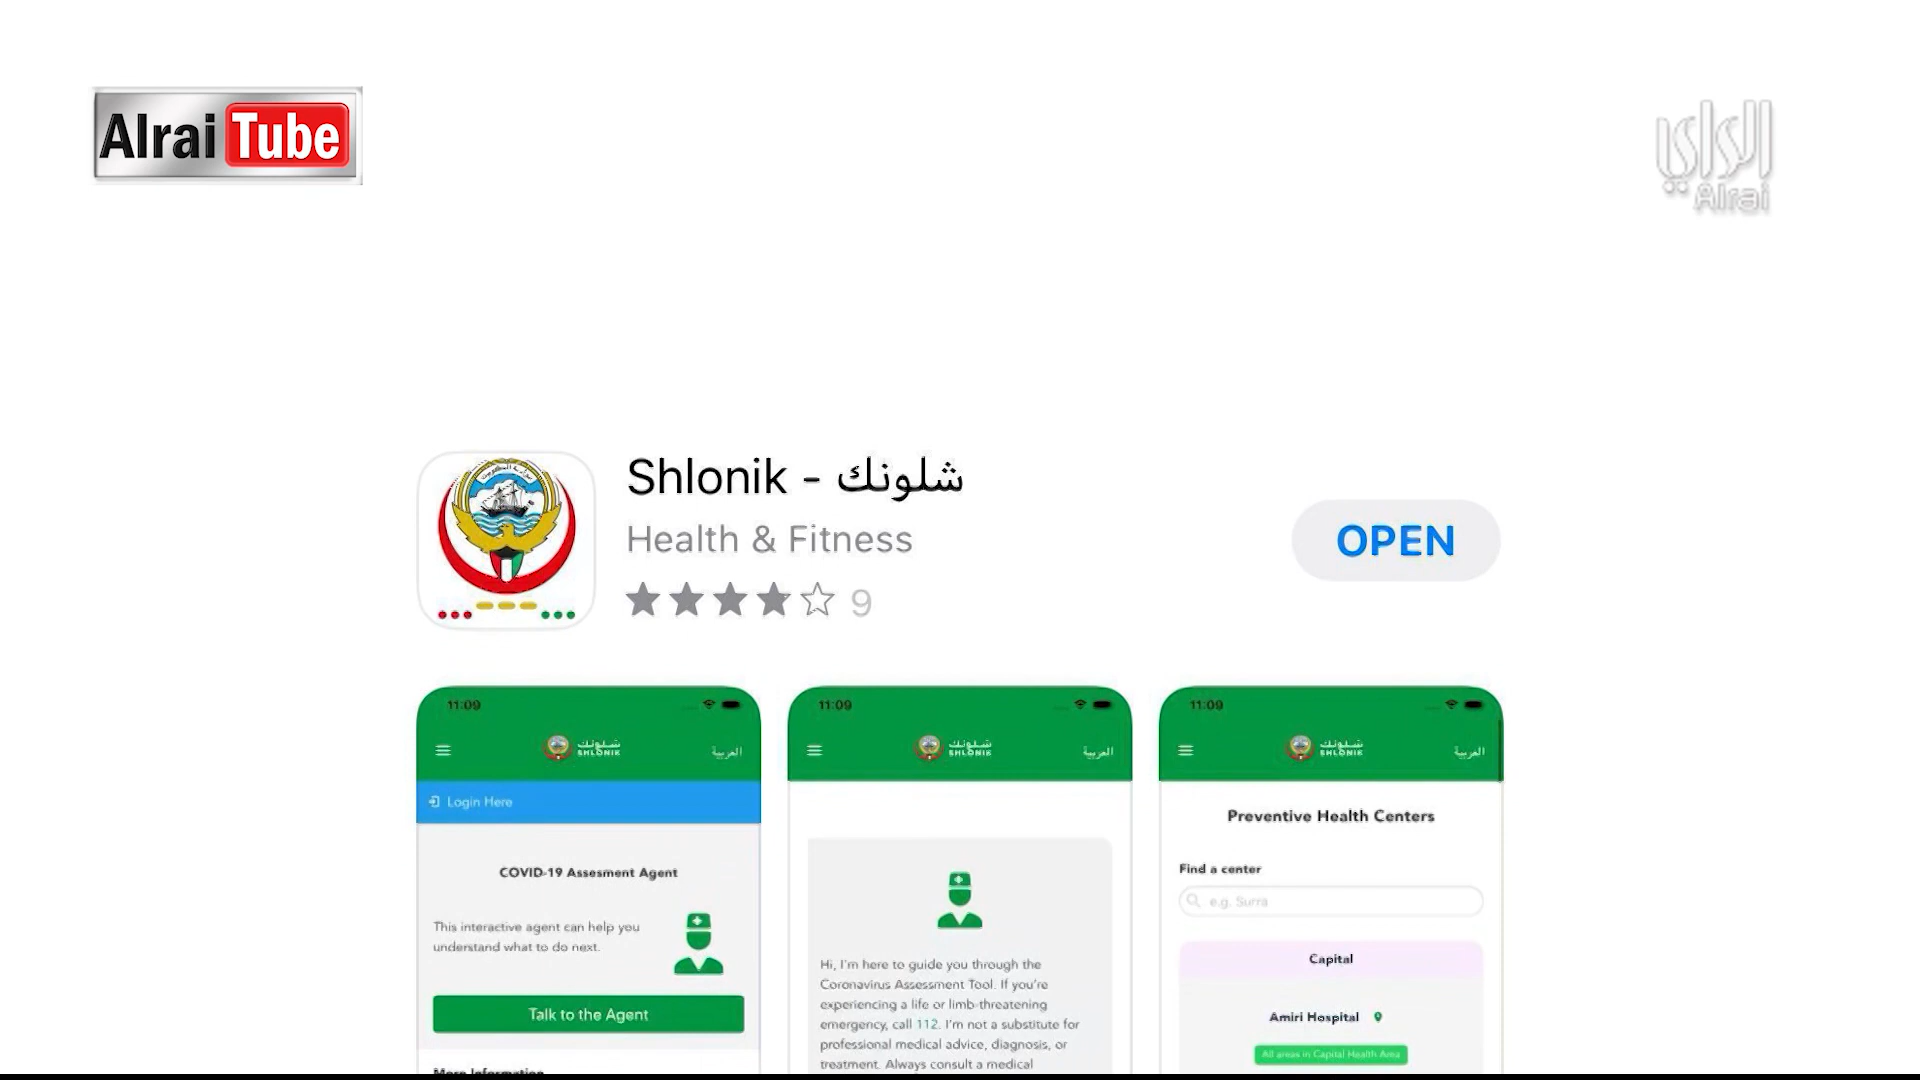 Alrai Tube
الراي
Alrai
Shlonik - شلونك
Health & Fitness
9
OPEN
11:09
شلونك
SHLONIK
العربية
Login Here
COVID-19 Assesment Agent
This interactive agent can help you
understand what to do next.
Talk to the Agent
More Information
11:09
شلونك
SHLONIK
العربية
Hi, I'm here to guide you through the
Coronavirus Assessment Tool. If you're
experiencing a life or limb-threatening
emergency, call 112. I'm not a substitute for
professional medical advice, diagnosis, or
treatment. Always consult a medical
11:09
شلونك
SHLONIK
العربية
Preventive Health Centers
Find a center
e.g. Surra
Capital
Amiri Hospital
All areas in Capital Health Area